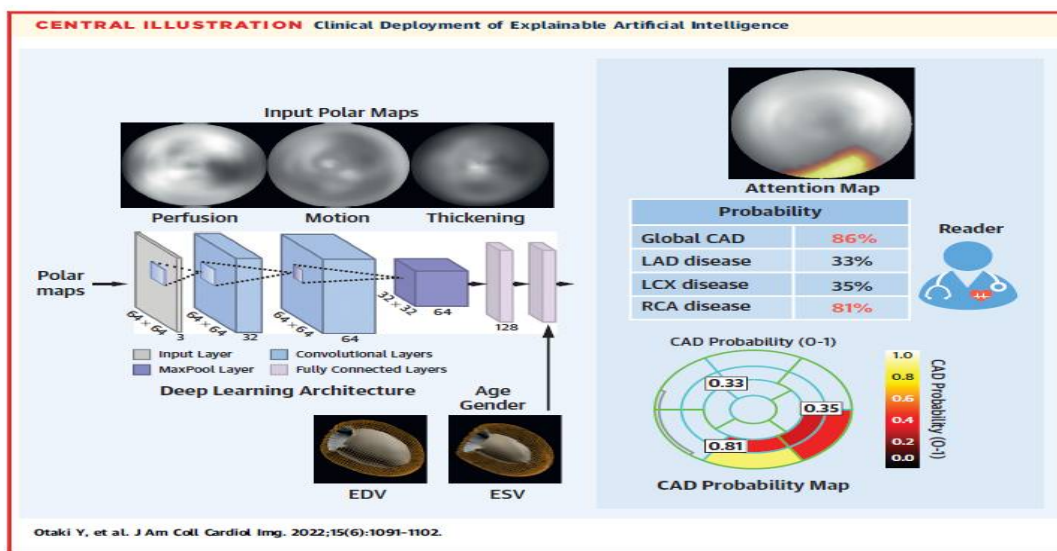 CENTRAL ILLUSTRATION Clinical Deployment of Explainable Artificial Intelligence
Input Polar Maps
Perfusion Motion Thickening
Polar
maps
64 × 64 3
64 × 64 32
64 × 64 64
32 × 32 64
128
Input Layer Convolutional Layers
MaxPool Layer Fully Connected Layers
Deep Learning Architecture
Age
Gender
EDV ESV
Attention Map
Probability
Global CAD 86%
LAD disease 33%
LCX disease 35%
RCA disease 81%
Reader
CAD Probability (0-1)
0.33
0.35
0.81
1.0
0.8
0.6
0.4
0.2
0.0
CAD Probability (0-1)
CAD Probability Map
Otaki Y, et al. J Am Coll Cardiol Img. 2022;15(6):1091-1102.